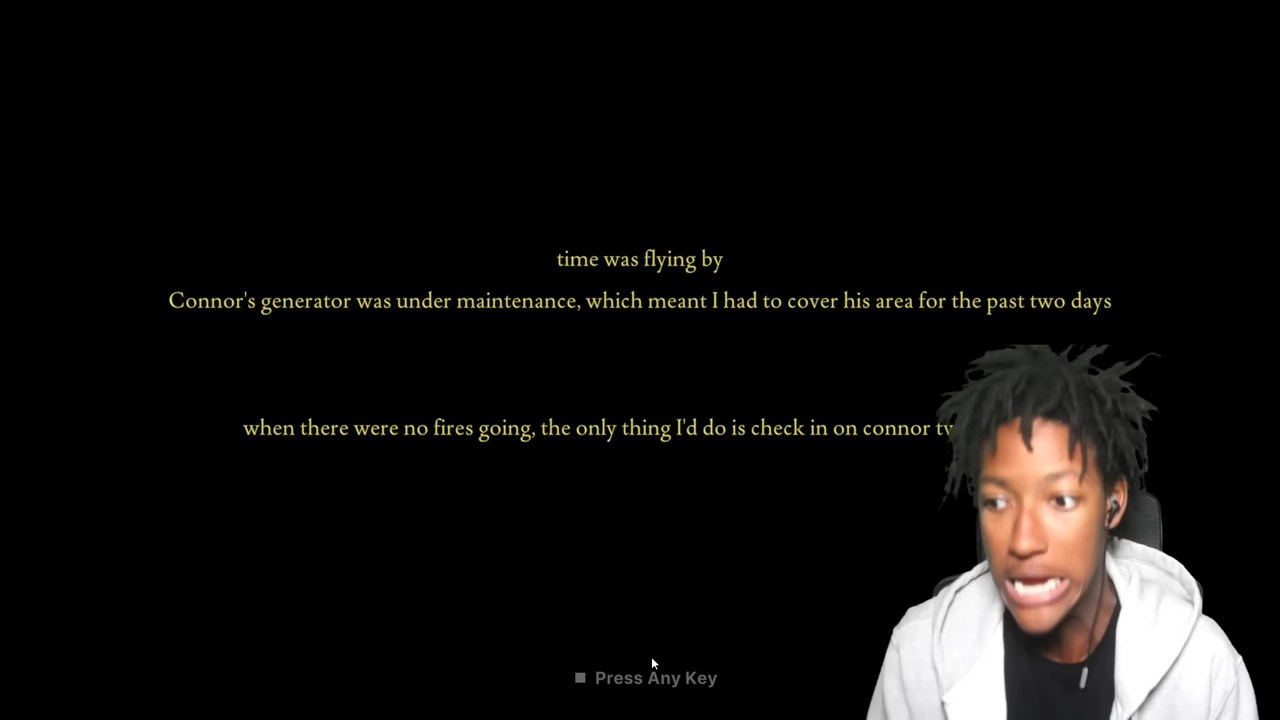 time was flying by
Connor's generator was under maintenance, which meant I had to cover his area for the past two days
when there were no fires going, the only thing I'd do is check in on connor
Press Any Key